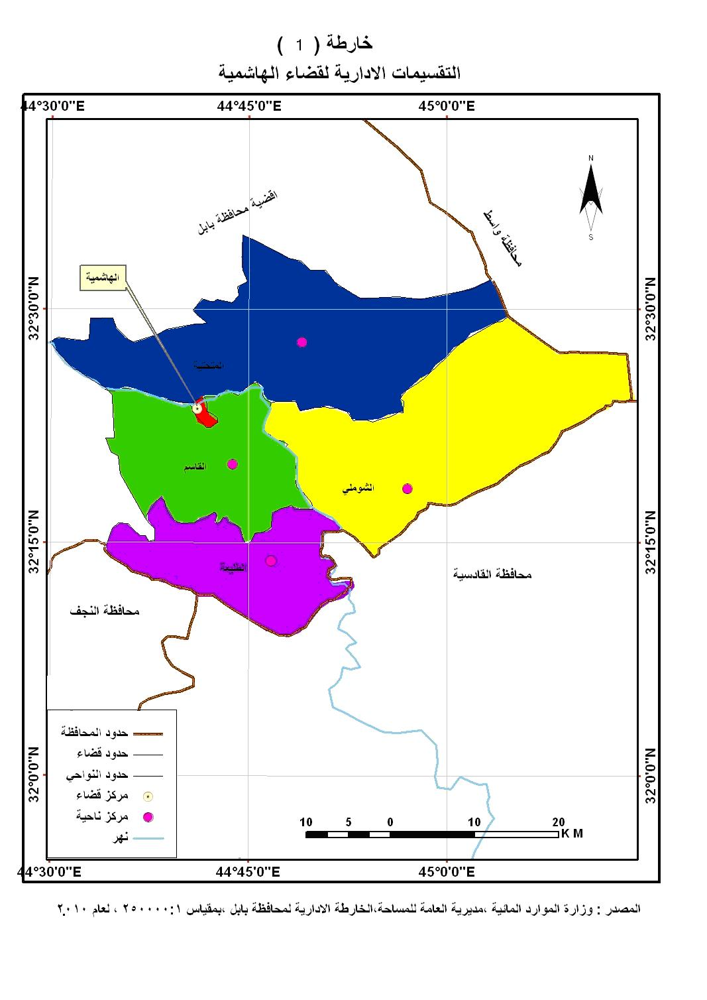 خارطة ( 1 )
التقسيمات الادارية لقضاء الهاشمية
44°30'0"E 44°45'0"E 45°0'0"E
N
S
اقضية محافظة بابل
محافظة واسط
الهاشمية
32°30'0"N 32°30'0"N
المتحتية
القاسم
الشوملي
32°15'0"N 32°15'0"N
الطليعة
محافظة القادسية
محافظة النجف
حدود المحافظة
حدود قضاء
حدود النواحي
مركز قضاء
مركز ناحية
نهر
32°0'0"N 32°0'0"N
10 5 0 10 20
K M
44°30'0"E 44°45'0"E 45°0'0"E
المصدر : وزارة الموارد المائية ،مديرية العامة للمساحة،الخارطة الادارية لمحافظة بابل ،بمقياس ١:٢٥٠٠٠٠ ، لعام ٢٠١٠.